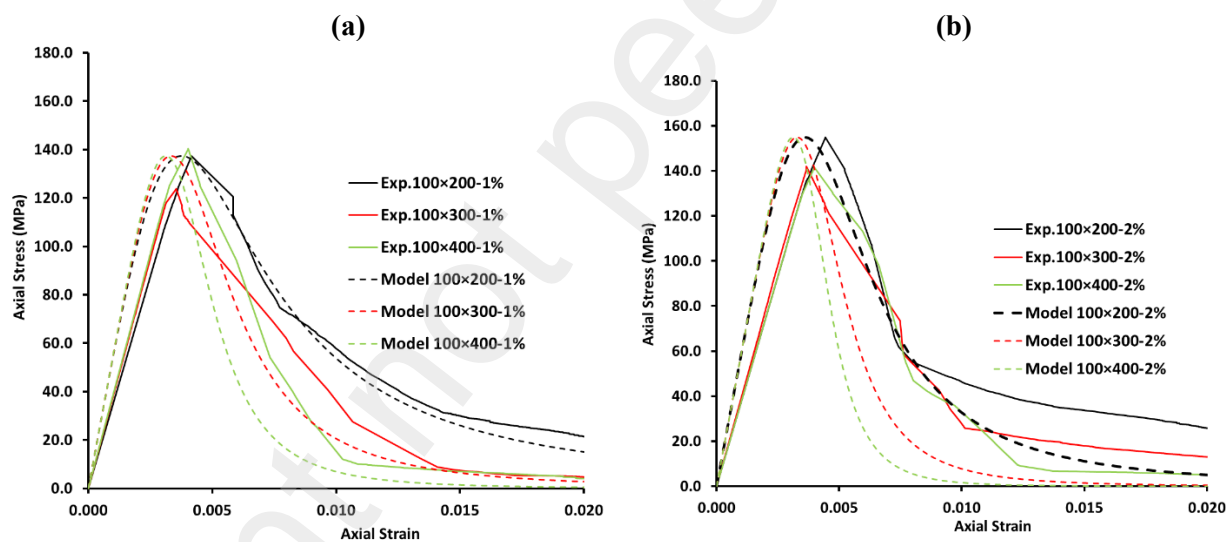 (a)
180.0
160.0
140.0
120.0
100.0
80.0
60.0
40.0
20.0
0.0
Axial Stress (MPa)
0.000
0.005
0.010
0.015
0.020
Axial Strain
Exp.100×200-1%
Exp.100×300-1%
Exp.100×400-1%
Model 100×200-1%
Model 100×300-1%
Model 100×400-1%
(b)
180.0
160.0
140.0
120.0
100.0
80.0
60.0
40.0
20.0
0.0
Axial Stress (MPa)
0.000
0.005
0.010
0.015
0.020
Axial Strain
Exp.100×200-2%
Exp.100×300-2%
Exp.100×400-2%
Model 100×200-2%
Model 100×300-2%
Model 100×400-2%
not pee